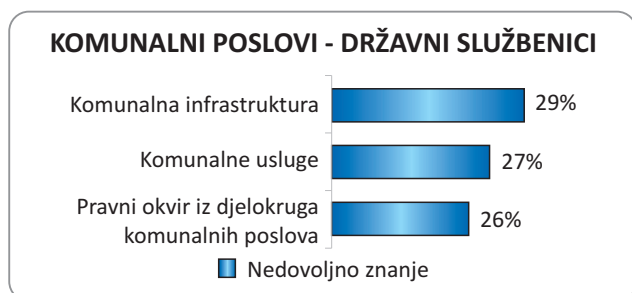 KOMUNALNI POSLOVI - DRŽAVNI SLUŽBENICI
Komunalna infrastruktura 29%
Komunalne usluge 27%
Pravni okvir iz djelokruga
komunalnih poslova 26%
Nedovoljno znanje